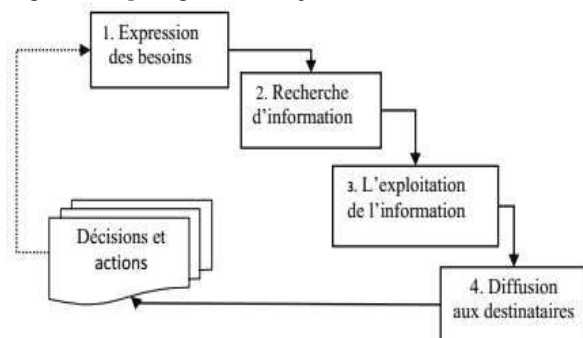 1. Expression
des besoins
2. Recherche
d'information
3. L'exploitation
de l'information
Décisions et
actions
4. Diffusion
aux destinataires